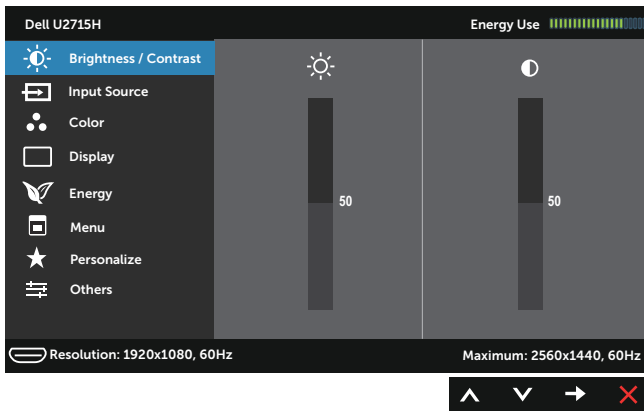 Dell U2715H
Energy Use
Brightness / Contrast
Input Source
Color
Display
Energy
Menu
Personalize
Others
50
50
Resolution: 1920x1080, 60Hz
Maximum: 2560x1440, 60Hz